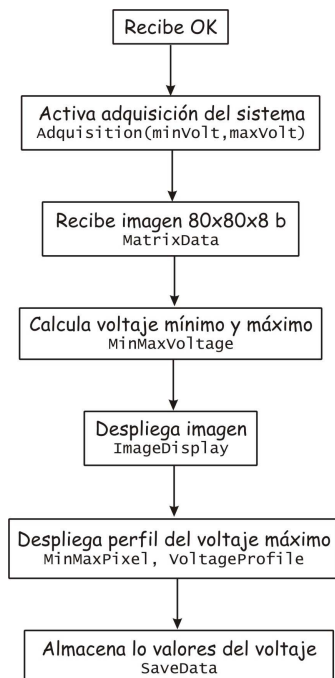 Recibe OK
Activa adquisición del sistema
Adquisition(minVolt,maxVolt)
Recibe imagen 80x80x8 b
MatrixData
Calcula voltaje mínimo y máximo
MinMaxVoltage
Despliega imagen
ImageDisplay
Despliega perfil del voltaje máximo
MinMaxPixel, VoltageProfile
Almacena lo valores del voltaje
SaveData